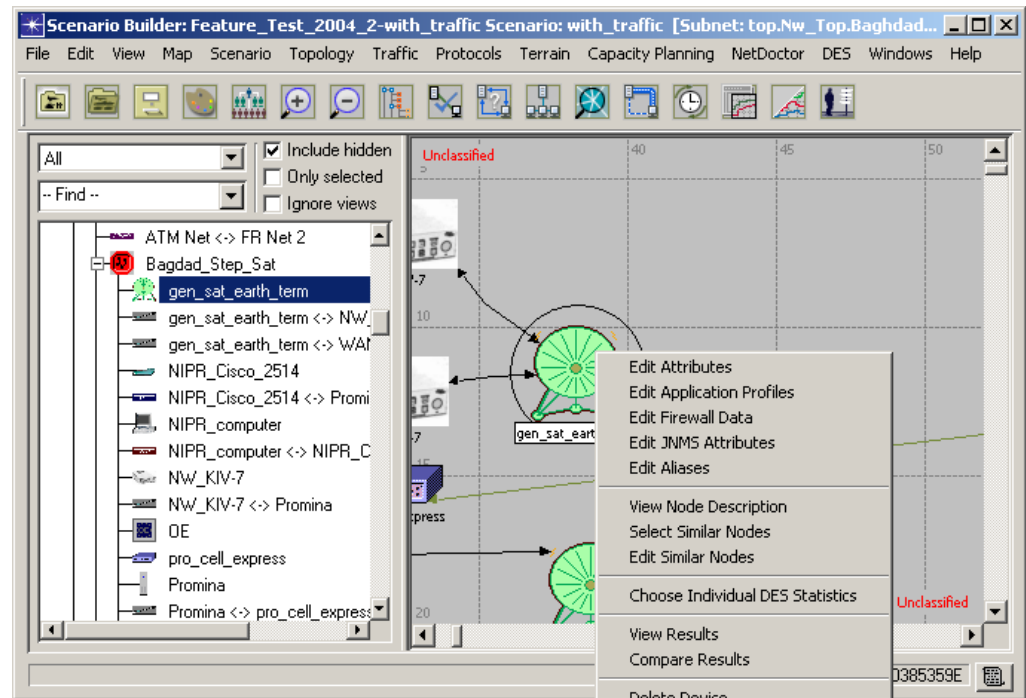 Scenario Builder: Feature_Test_2004_2-with_traffic Scenario: with_traffic [Subnet: top.Nw_Top.Baghdad...
File Edit View Map Scenario Topology Traffic Protocols Terrain Capacity Planning NetDoctor DES Windows Help
All
Include hidden
Only selected
-- Find --
Ignore views
ATM Net <-> FR Net 2
Bagdad_Step_Sat
gen_sat_earth_term
gen_sat_earth_term <-> NW_
gen_sat_earth_term <-> WAN
NIPR_Cisco_2514
NIPR_Cisco_2514 <-> Promi
NIPR_computer
NIPR_computer <-> NIPR_C
NW_KIV-7
NW_KIV-7 <-> Promina
OE
pro_cell_express
Promina
Promina <-> pro_cell_express
Unclassified
40 45 50
5
-7
10
gen_sat_eart
-7
15
xpress
20
Edit Attributes
Edit Application Profiles
Edit Firewall Data
Edit JNMS Attributes
Edit Aliases
View Node Description
Select Similar Nodes
Edit Similar Nodes
Choose Individual DES Statistics
View Results
Compare Results
Delete Device
Unclassified
0385359E